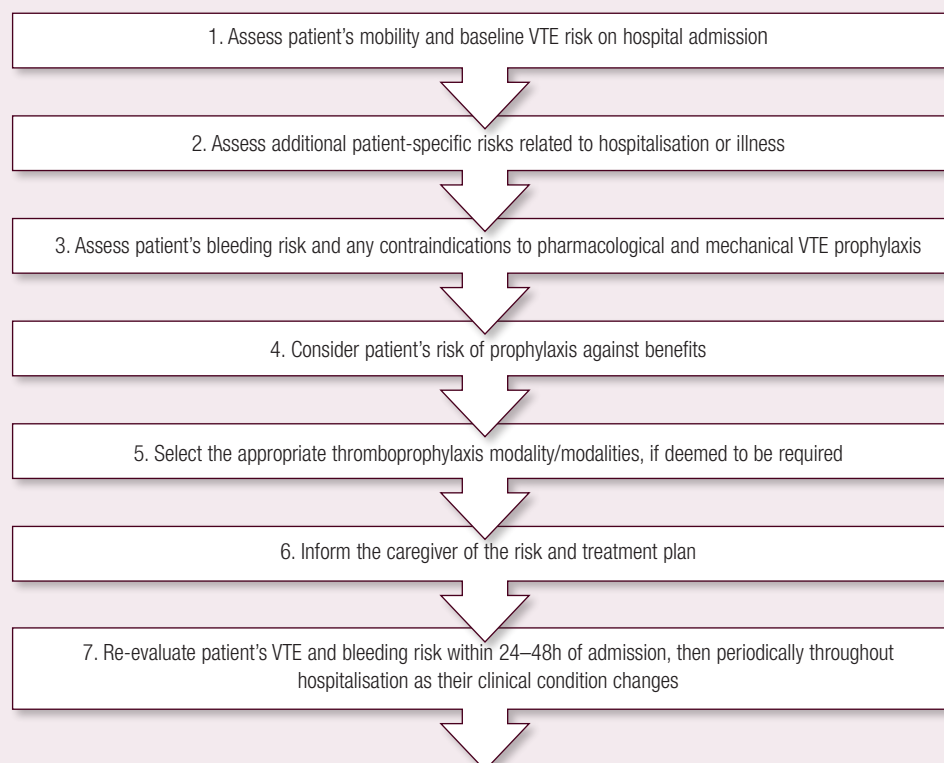 1. Assess patient's mobility and baseline VTE risk on hospital admission
2. Assess additional patient-specific risks related to hospitalisation or illness
3. Assess patient's bleeding risk and any contraindications to pharmacological and mechanical VTE prophylaxis
4. Consider patient's risk of prophylaxis against benefits
5. Select the appropriate thromboprophylaxis modality/modalities, if deemed to be required
6. Inform the caregiver of the risk and treatment plan
7. Re-evaluate patient's VTE and bleeding risk within 24–48h of admission, then periodically throughout
hospitalisation as their clinical condition changes